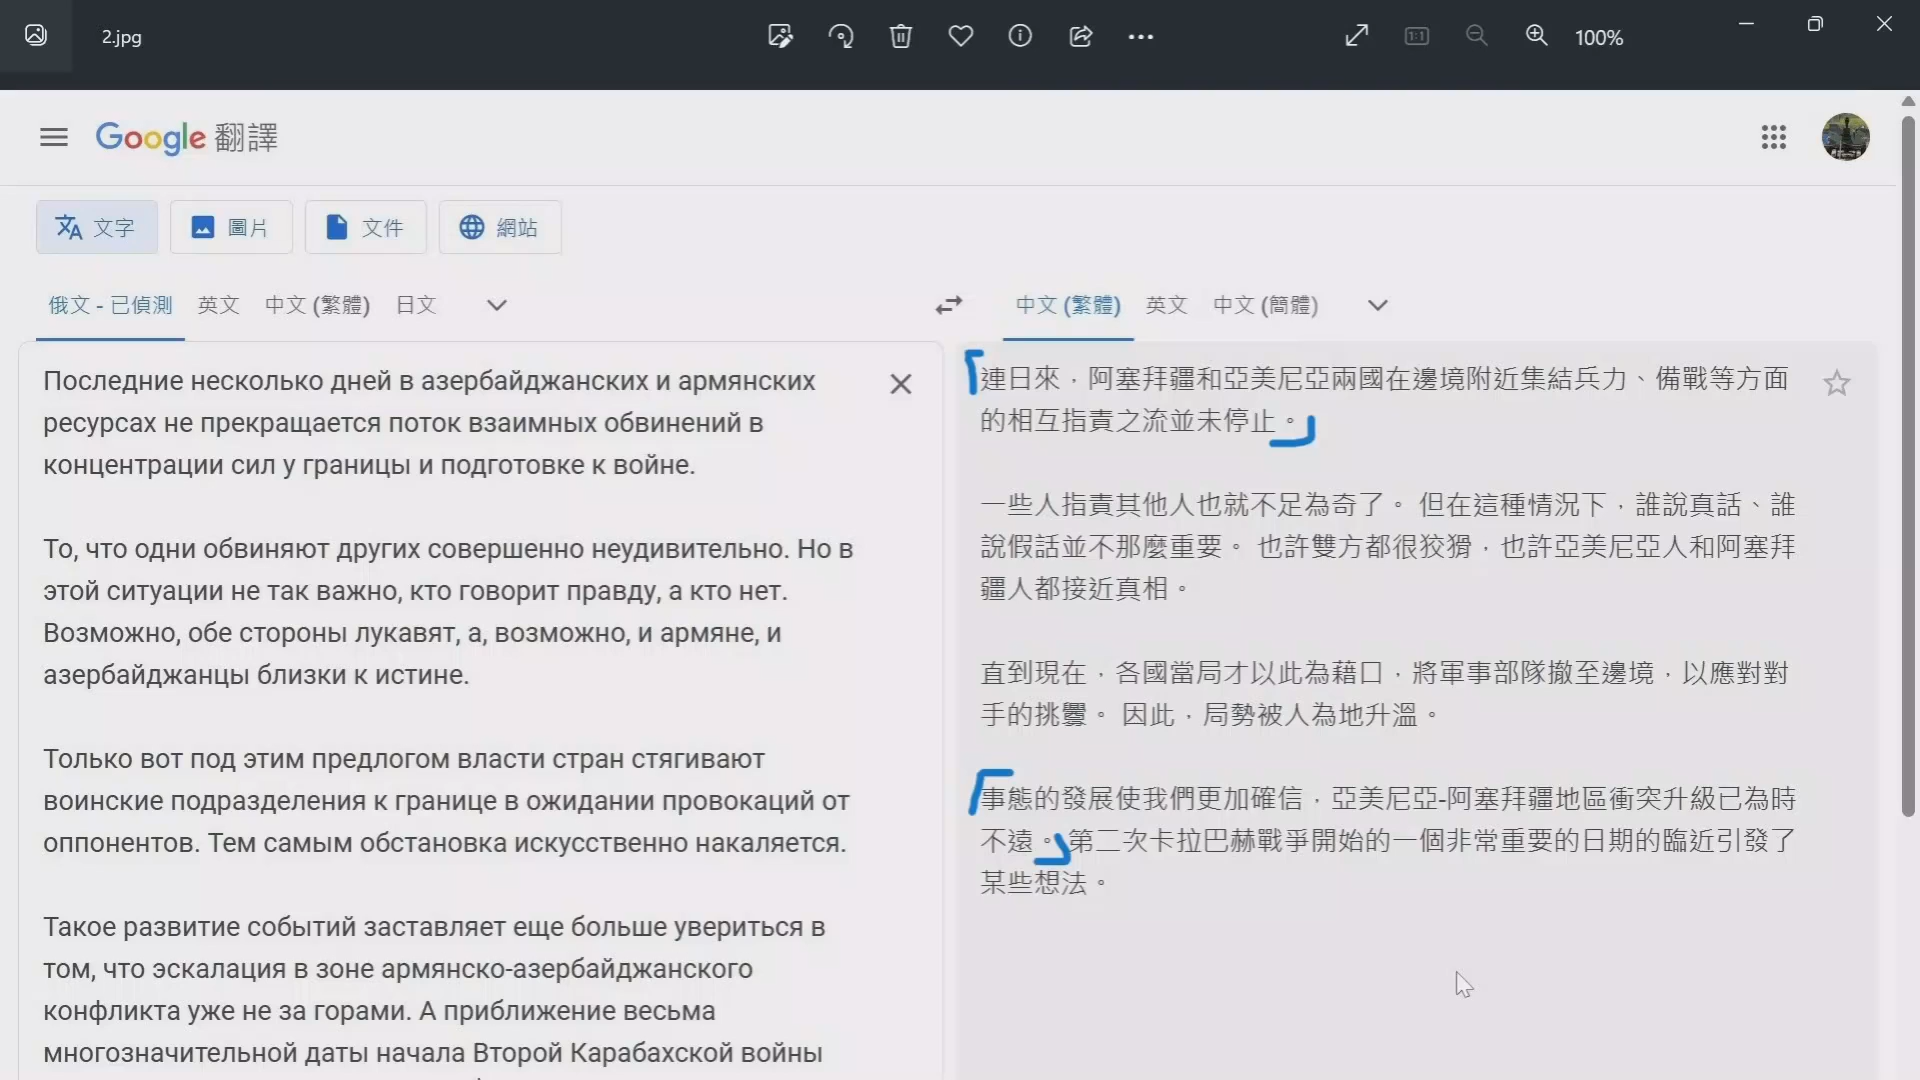 2.jpg
100%
Google 翻譯
文字
圖片
文件
網站
俄文 - 已偵測 英文 中文 (繁體) 日文
中文 (繁體) 英文 中文 (簡體)
Последние несколько дней в азербайджанских и армянских
ресурсах не прекращается поток взаимных обвинений в
концентрации сил у границы и подготовке к войне.
То, что одни обвиняют других совершенно неудивительно. Но в
этой ситуации не так важно, кто говорит правду, а кто нет.
Возможно, обе стороны лукавят, а, возможно, и армяне, и
азербайджанцы близки к истине.
Только вот под этим предлогом власти стран стягивают
воинские подразделения к границе в ожидании провокаций от
оппонентов. Тем самым обстановка искусственно накаляется.
Такое развитие событий заставляет еще больше увериться в
том, что эскалация в зоне армянско-азербайджанского
конфликта уже не за горами. А приближение весьма
многозначительной даты начала Второй Карабахской войны
連日來，阿塞拜疆和亞美尼亞兩國在邊境附近集結兵力、備戰等方面
的相互指責之流並未停止。
一些人指責其他人也就不足為奇了。 但在這種情況下，誰說真話、誰
說假話並不那麼重要。 也許雙方都很狡猾，也許亞美尼亞人和阿塞拜
疆人都接近真相。
直到現在，各國當局才以此為藉口，將軍事部隊撤至邊境，以應對對
手的挑釁。 因此，局勢被人為地升溫。
事態的發展使我們更加確信，亞美尼亞-阿塞拜疆地區衝突升級已為時
不遠。 第二次卡拉巴赫戰爭開始的一個非常重要的日期的臨近引發了
某些想法。